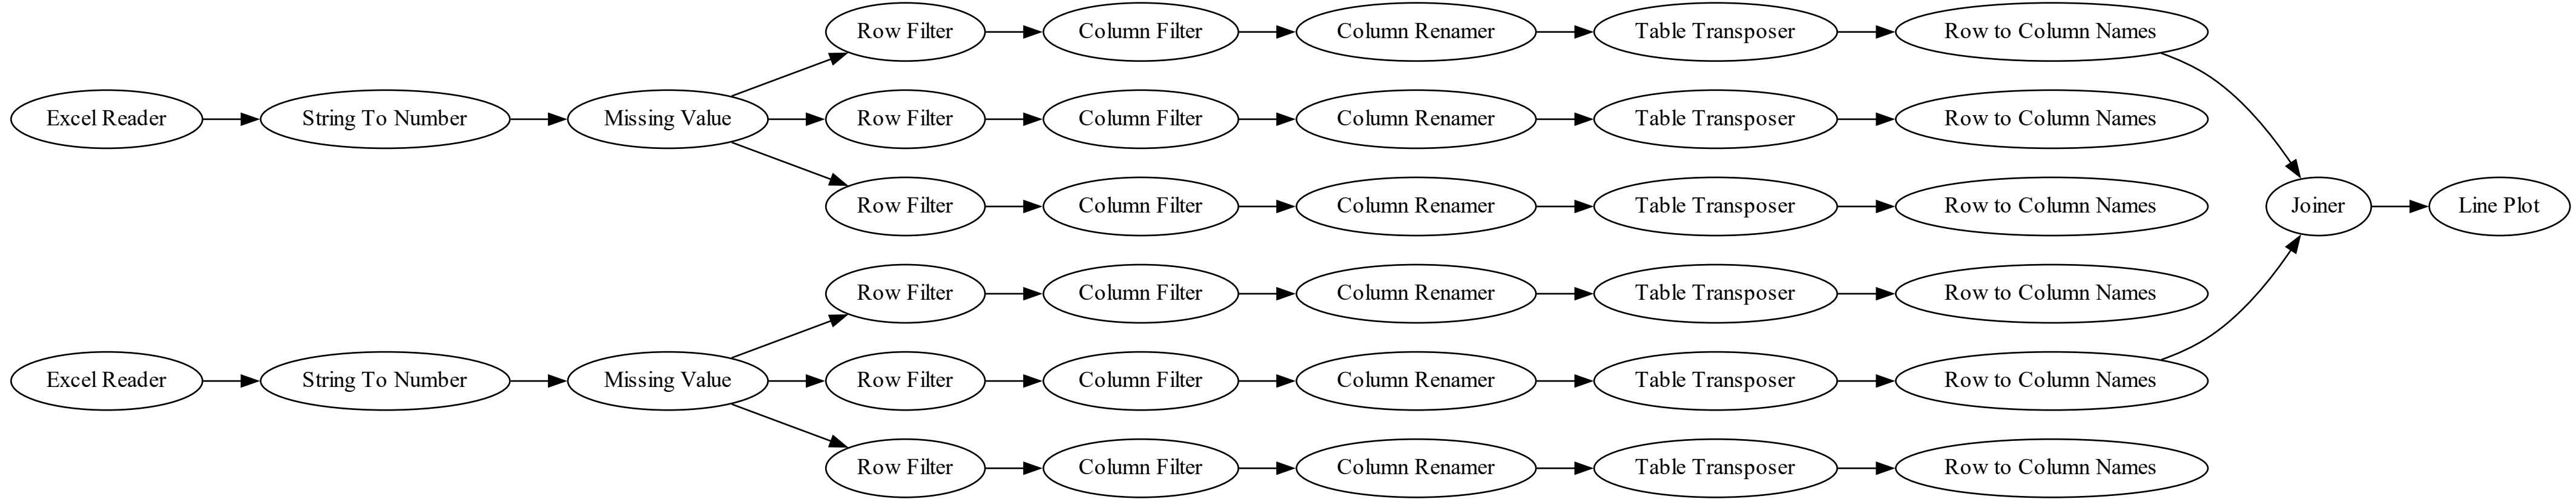 Row Filter Column Filter Column Renamer Table Transposer Row to Column Names
Excel Reader String To Number Missing Value Row Filter Column Filter Column Renamer Table Transposer Row to Column Names
Row Filter Column Filter Column Renamer Table Transposer Row to Column Names Joiner Line Plot
Row Filter Column Filter Column Renamer Table Transposer Row to Column Names
Excel Reader String To Number Missing Value Row Filter Column Filter Column Renamer Table Transposer Row to Column Names
Row Filter Column Filter Column Renamer Table Transposer Row to Column Names